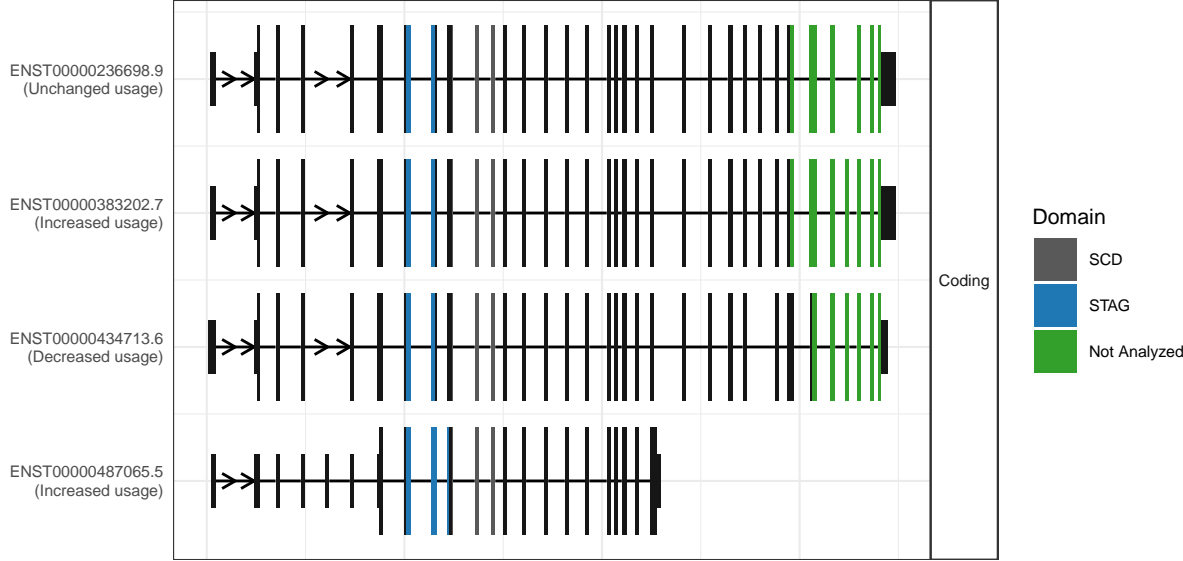 ENST00000236698.9
(Unchanged usage)
ENST00000383202.7
(Increased usage)
ENST00000434713.6
(Decreased usage)
ENST00000487065.5
(Increased usage)
Coding
Domain
SCD
STAG
Not Analyzed